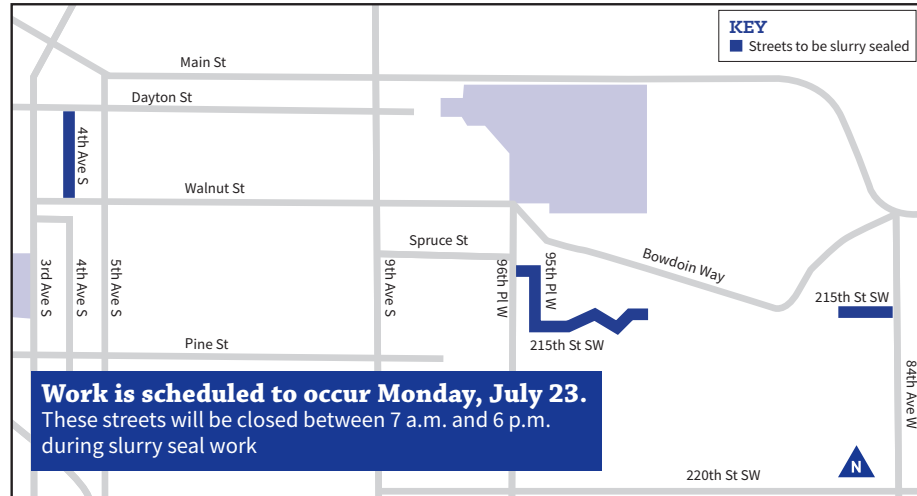 KEY
Streets to be slurry sealed
Main St
Dayton St
4th Ave S
Walnut St
Spruce St
Bowdoin Way
3rd Ave S
4th Ave S
5th Ave S
9th Ave S
96th Pl W
95th Pl W
215th St SW
215th St SW
Pine St
84th Ave W
Work is scheduled to occur Monday, July 23.
These streets will be closed between 7 a.m. and 6 p.m.
during slurry seal work
N
220th St SW